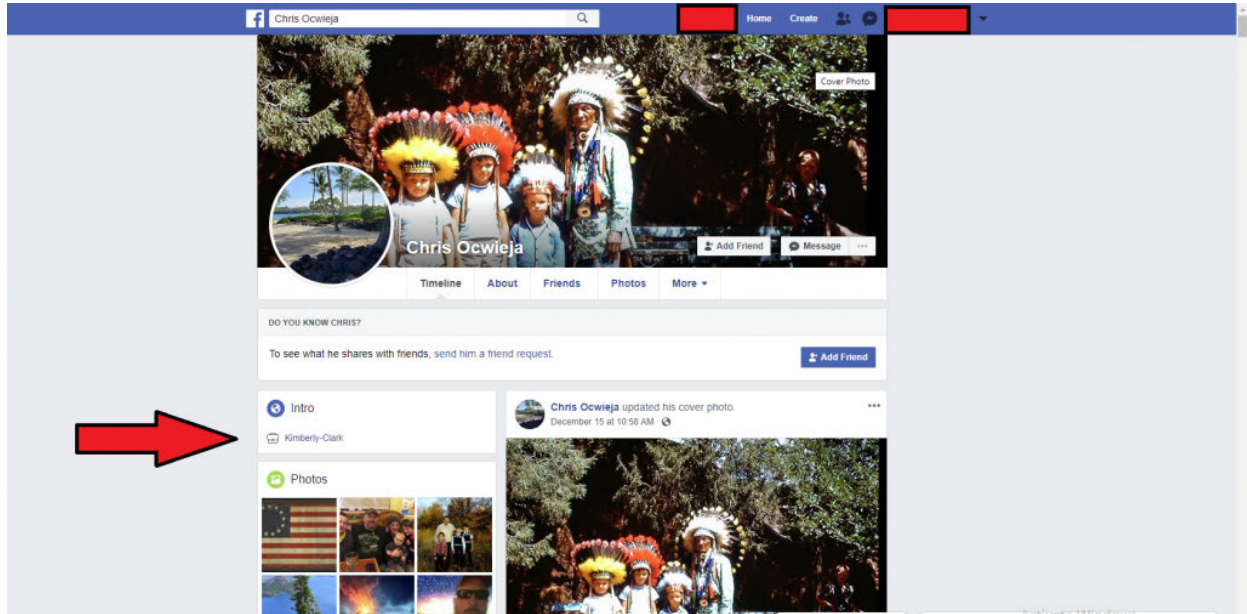 f Chris Ocwieja Home Create
Cover Photo
Chris Ocwieja Add Friend Message ...
Timeline About Friends Photos More
DO YOU KNOW CHRIS?
To see what he shares with friends, send him a friend request. Add Friend
Intro
Kimberly-Clark
Photos
Chris Ocwieja updated his cover photo.
December 15 at 10:58 AM ·
Activate Windows